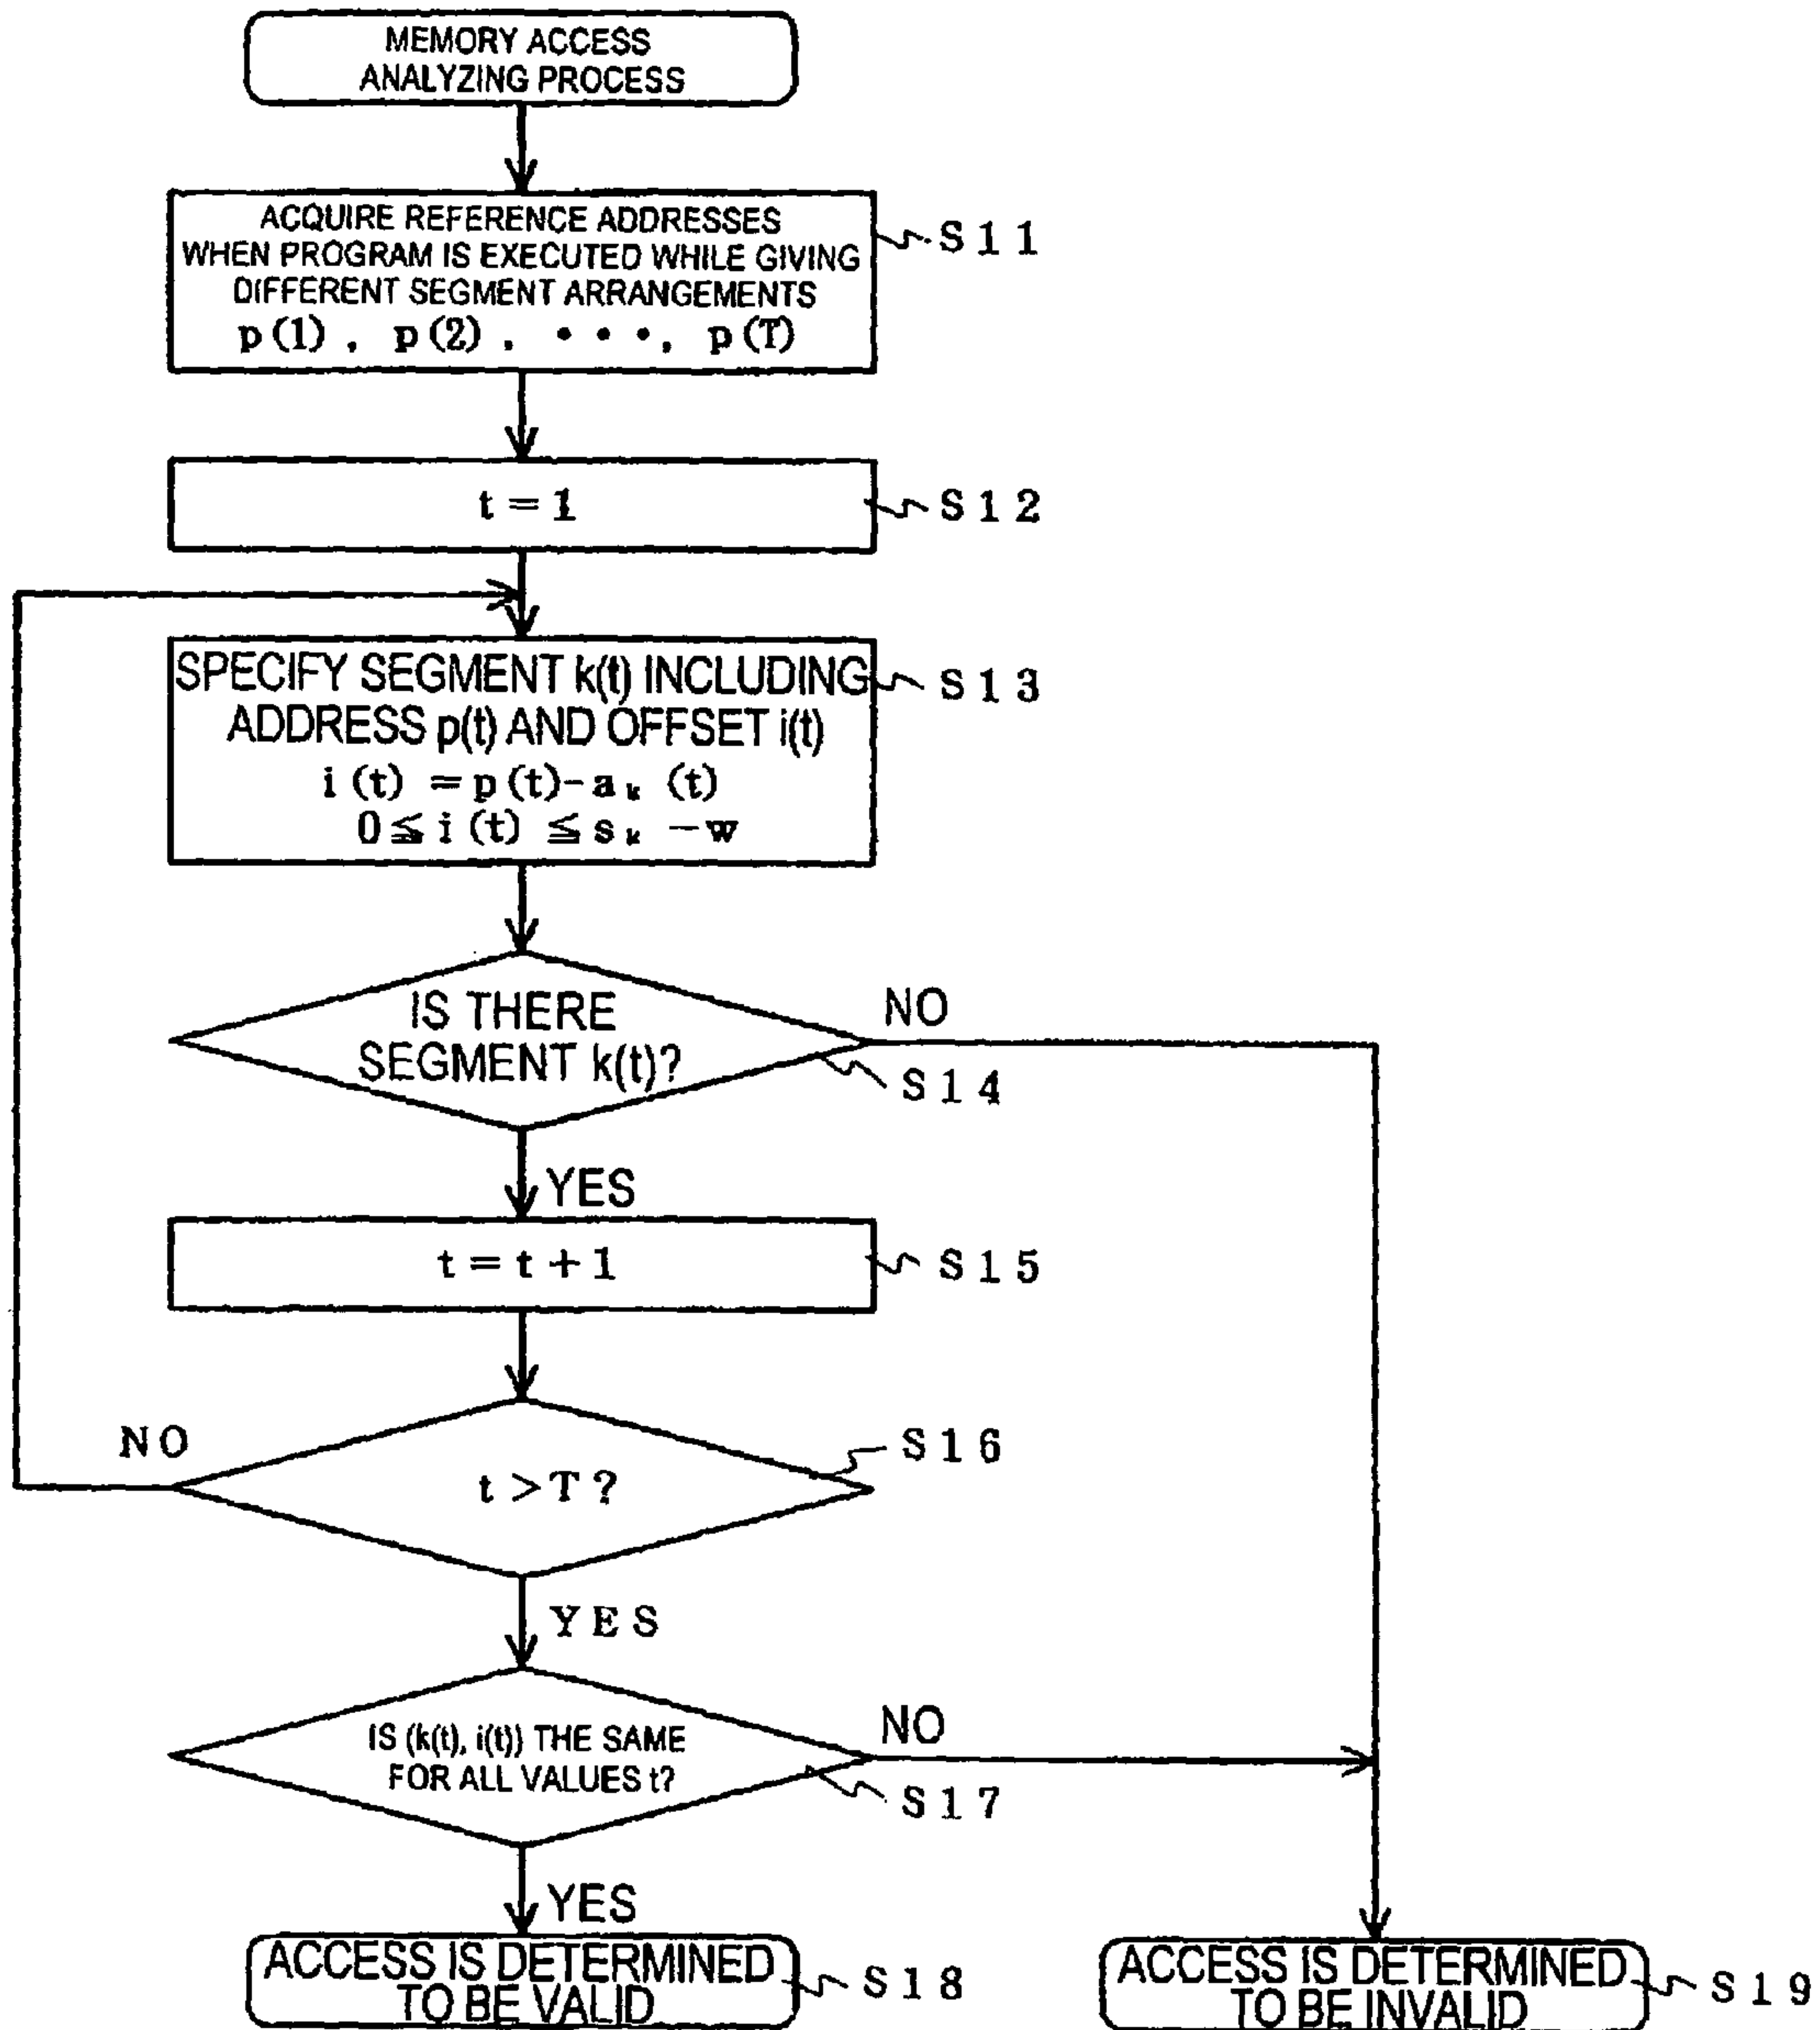 MEMORY ACCESS
ANALYZING PROCESS
ACQUIRE REFERENCE ADDRESSES
WHEN PROGRAM IS EXECUTED WHILE GIVING
DIFFERENT SEGMENT ARRANGEMENTS
p(1), p(2), ・・・, p(T)
S11
t=1
S12
SPECIFY SEGMENT k(t) INCLUDING
ADDRESS p(t) AND OFFSET i(t)
i(t) = p(t)-aₖ(t)
0≦i(t)≦sₖ-w
S13
IS THERE
SEGMENT k(t)?
NO
S14
YES
t=t+1
S15
NO
t>T?
S16
YES
IS (k(t), i(t)) THE SAME
FOR ALL VALUES t?
NO
S17
YES
ACCESS IS DETERMINED
TO BE VALID
S18
ACCESS IS DETERMINED
TO BE INVALID
S19